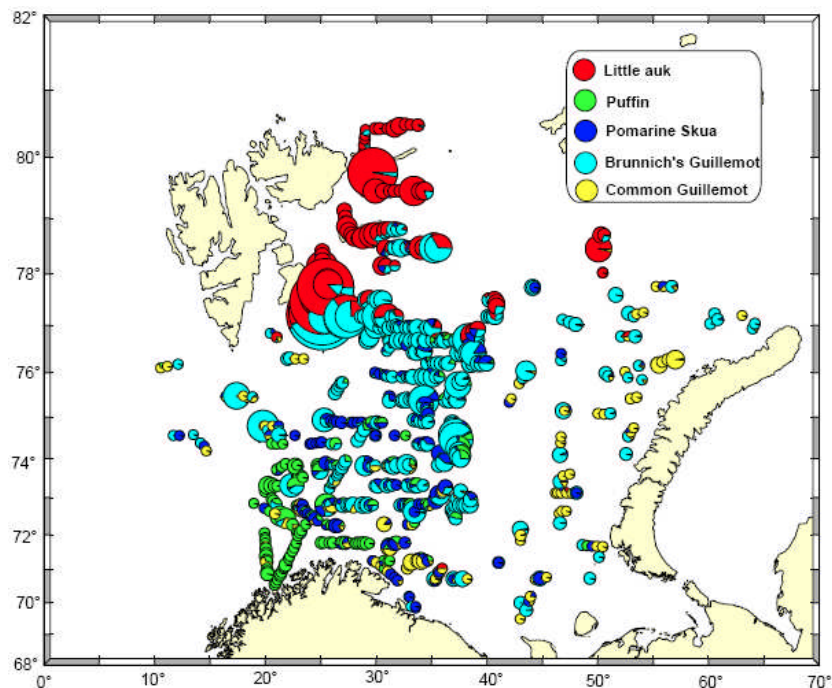 82°
Little auk
Puffin
Pomarine Skua
80°
Brunnich's Guillemot
Common Guillemot
78°
76°
74°
72°
70°
68°
0° 10° 20° 30° 40° 50° 60° 70°